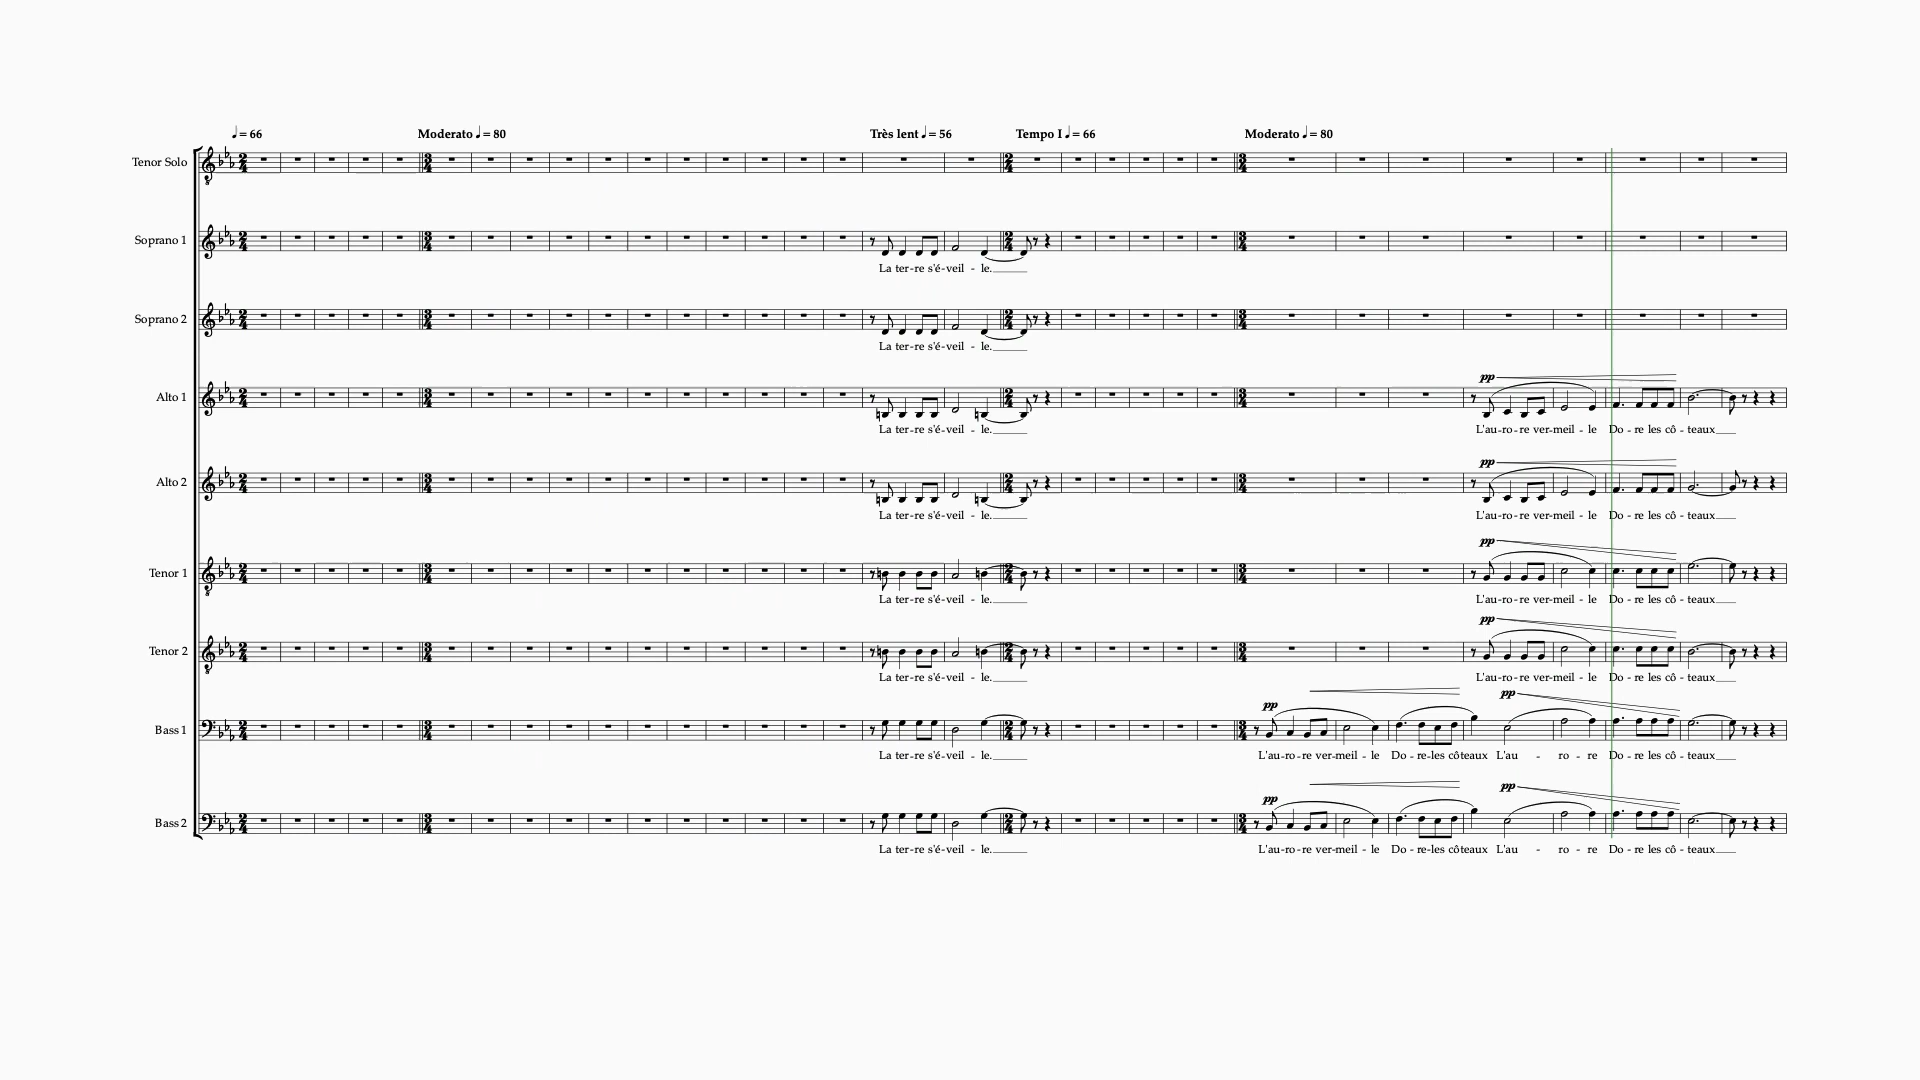 ♩ = 66 Moderato ♩ = 80 Très lent ♩ = 56 Tempo I ♩ = 66 Moderato ♩ = 80
Tenor Solo
Soprano 1
La ter-re s'é-veil - le.
Soprano 2
La ter-re s'é-veil - le.
pp
Alto 1
La ter-re s'é-veil - le. L'au-ro-re ver-meil - le Do - re les cô - teaux
pp
Alto 2
La ter-re s'é-veil - le. L'au-ro-re ver-meil - le Do - re les cô - teaux
pp
Tenor 1
La ter-re s'é-veil - le. L'au-ro-re ver-meil - le Do - re les cô - teaux
pp
Tenor 2
La ter-re s'é-veil - le. L'au-ro-re ver-meil - le Do - re les cô - teaux
pp pp
Bass 1
La ter-re s'é-veil - le. L'au-ro-re ver-meil - le Do - re-les côteaux L'au - ro - re Do - re les cô - teaux
pp pp
Bass 2
La ter-re s'é-veil - le. L'au-ro-re ver-meil - le Do - re-les côteaux L'au - ro - re Do - re les cô - teaux